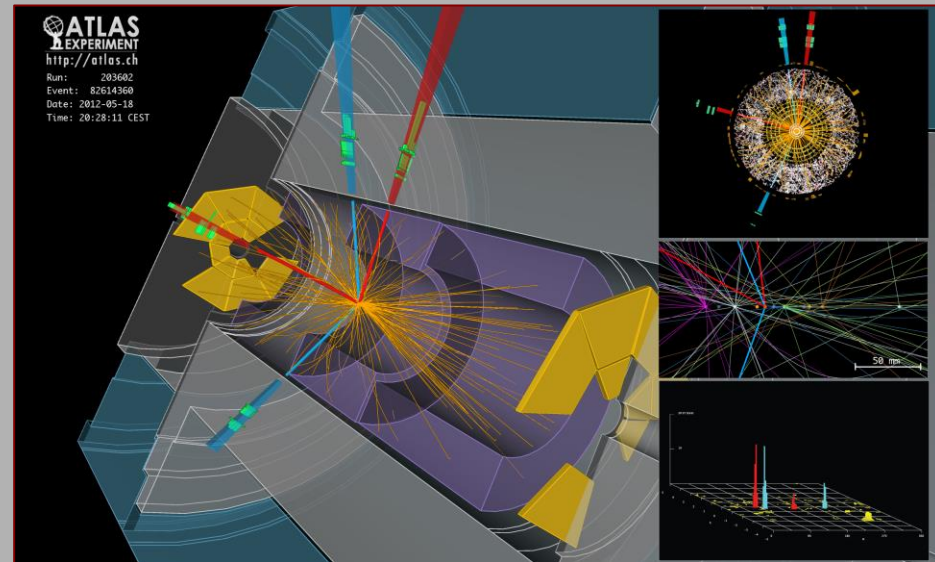 ATLAS
EXPERIMENT
http://atlas.ch
Run: 203602
Event: 82614360
Date: 2012-05-18
Time: 20:28:11 CEST
50 mm